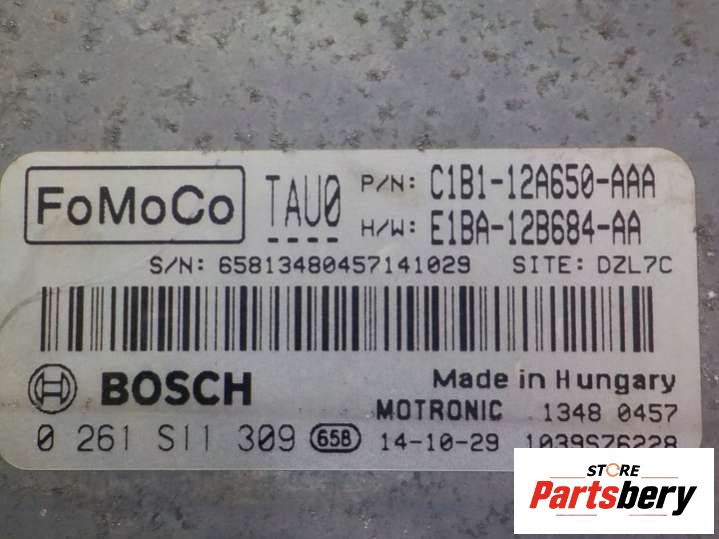 FoMoCo TAU0 P/N: C1B1-12A650-AAA
H/W: E1BA-12B684-AA
S/N: 65813480457141029 SITE: DZL7C
BOSCH Made in Hungary
MOTRONIC 1348 0457
0 261 S11 309 658 14-10-29 1039S76228
STORE
Partsbery